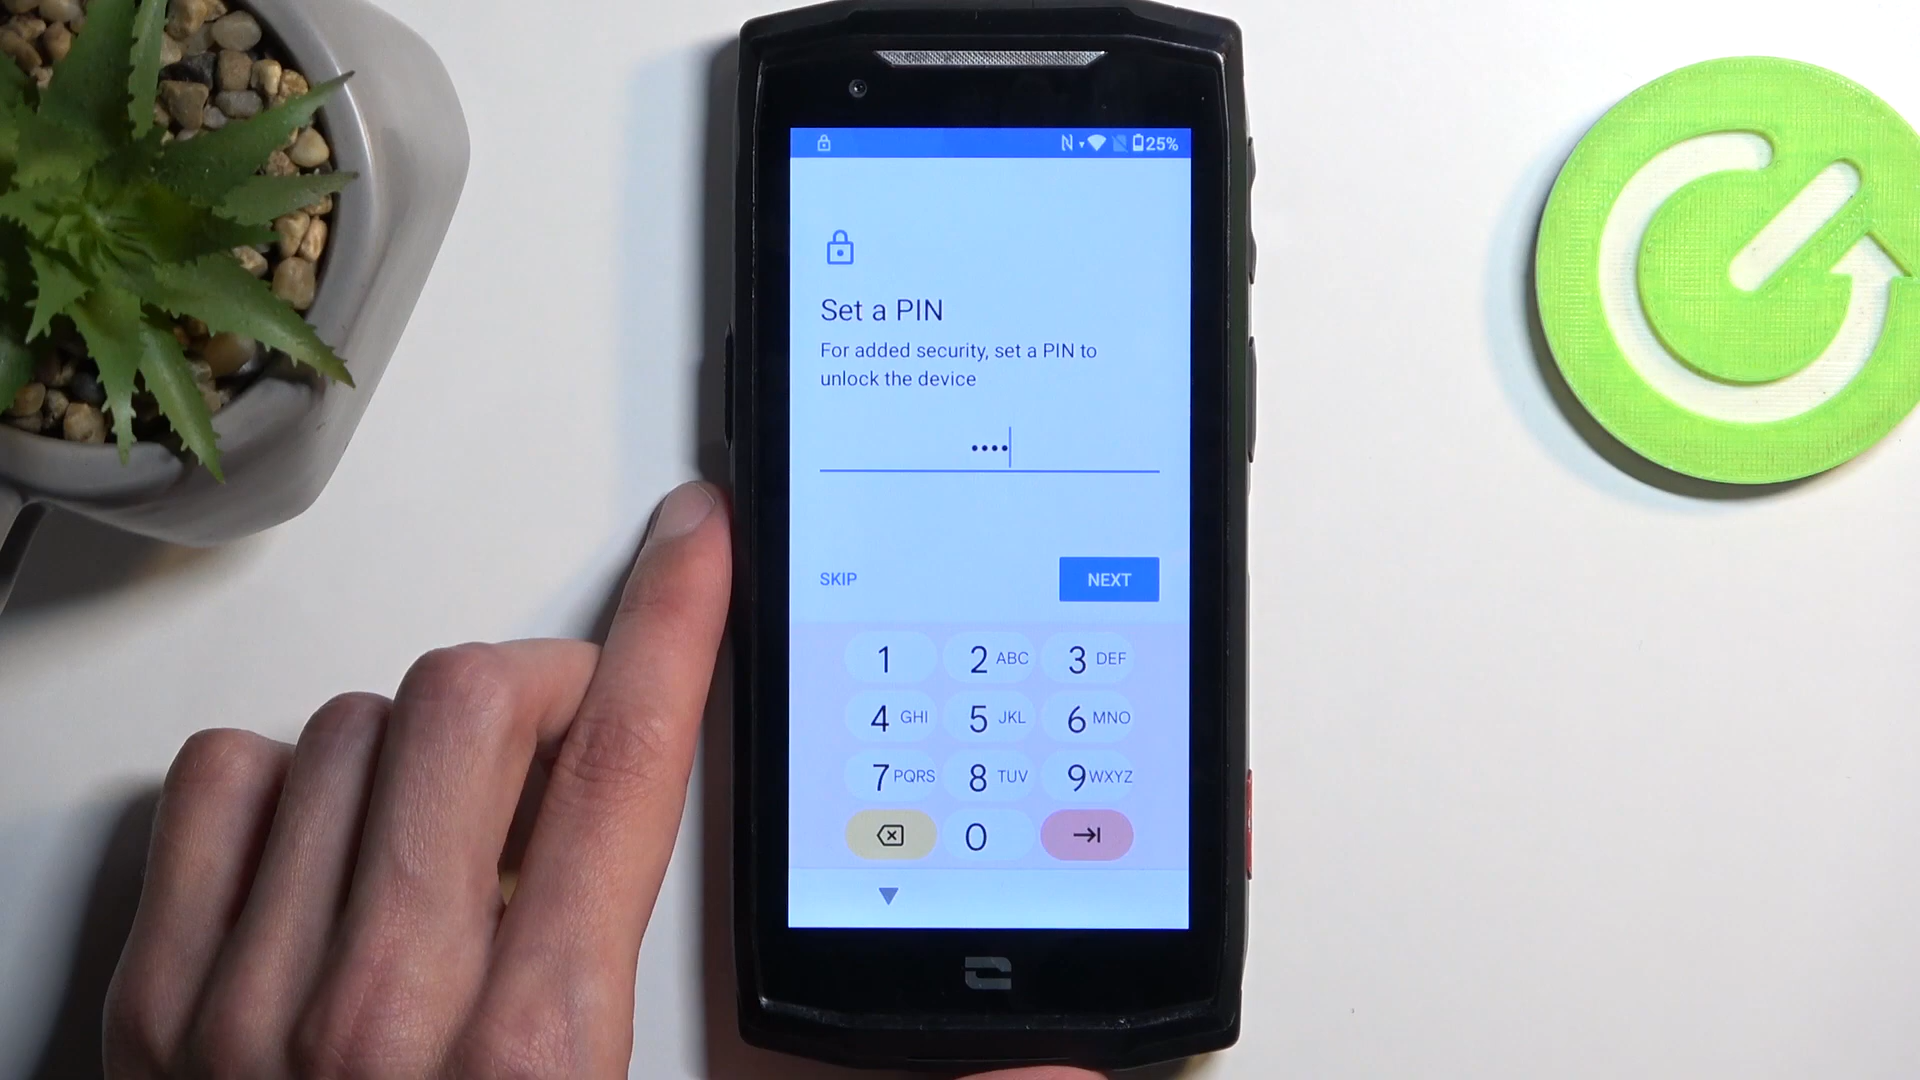 25%
Set a PIN
For added security, set a PIN to
unlock the device
••••
SKIP
NEXT
1
2 ABC
3 DEF
4 GHI
5 JKL
6 MNO
7 PQRS
8 TUV
9 WXYZ
0